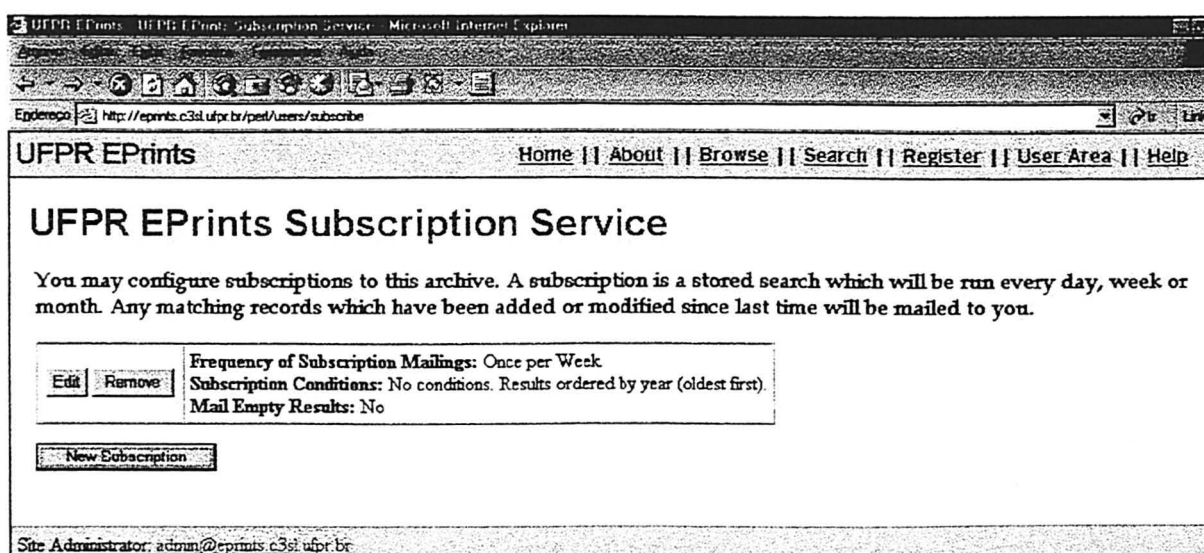 UFPR EPrints - UFPR EPrints Subscription Service - Microsoft Internet Explorer
Endereço http://eprints.c3sl.ufpr.br/perl/users/subscribe Ir Link
UFPR EPrints Home || About || Browse || Search || Register || User Area || Help
UFPR EPrints Subscription Service
You may configure subscriptions to this archive. A subscription is a stored search which will be run every day, week or
month. Any matching records which have been added or modified since last time will be mailed to you.
Edit Remove
Frequency of Subscription Mailings: Once per Week
Subscription Conditions: No conditions. Results ordered by year (oldest first).
Mail Empty Results: No
New Subscription
Site Administrator: admin@eprints.c3sl.ufpr.br